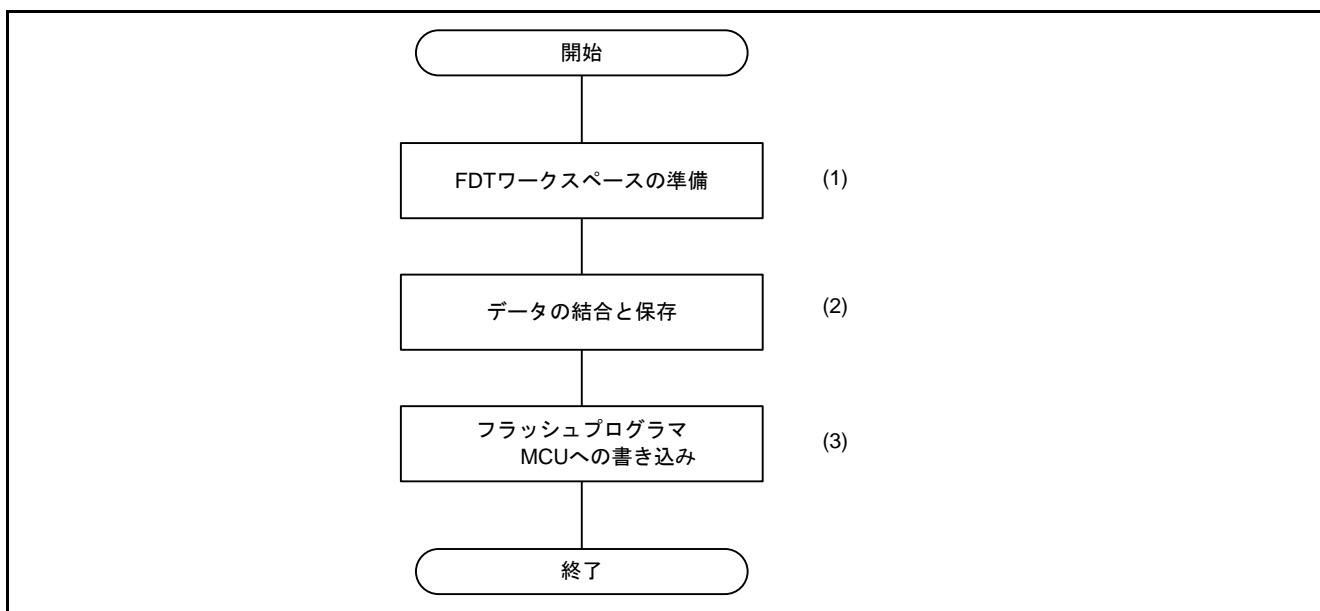 開始
FDTワークスペースの準備
(1)
データの結合と保存
(2)
フラッシュプログラマ
MCUへの書き込み
(3)
終了